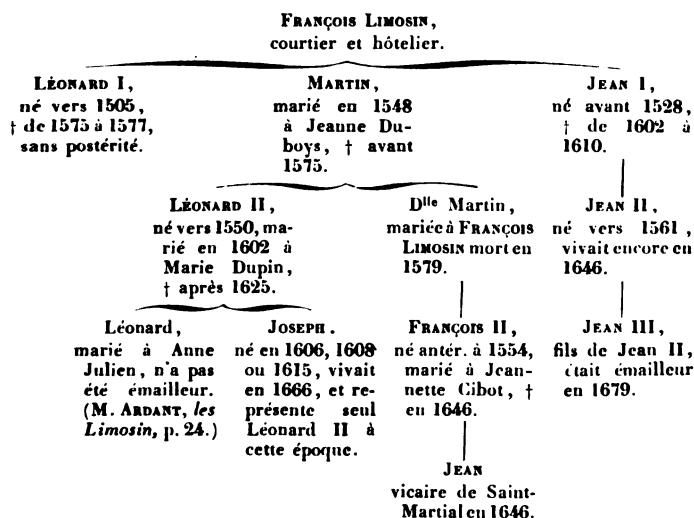 FRANÇOIS LIMOSIN,
courtier et hôtelier.
LÉONARD I,
né vers 1505,
† de 1575 à 1577,
sans postérité.
MARTIN,
marié en 1548
à Jeanne Du-
boys, † avant
1575.
JEAN I,
né avant 1528,
† de 1602 à
1610.
LÉONARD II,
né vers 1550, ma-
rié en 1602 à
Marie Dupin,
† après 1625.
Dlle Martin,
mariée à FRANÇOIS
LIMOSIN mort en
1579.
JEAN II,
né vers 1561,
vivait encore en
1646.
Léonard,
marié à Anne
Julien, n'a pas
été émailleur.
(M. ARDANT, les
Limosin, p. 24.)
JOSEPH.
né en 1606, 1608
ou 1615, vivait
en 1666, et re-
présente seul
Léonard II à
cette époque.
FRANÇOIS II,
né antér. à 1554,
marié à Jean-
nette Cibot, †
en 1646.
JEAN III,
fils de Jean II,
était émailleur
en 1679.
JEAN
vicaire de Saint-
Martial en 1646.